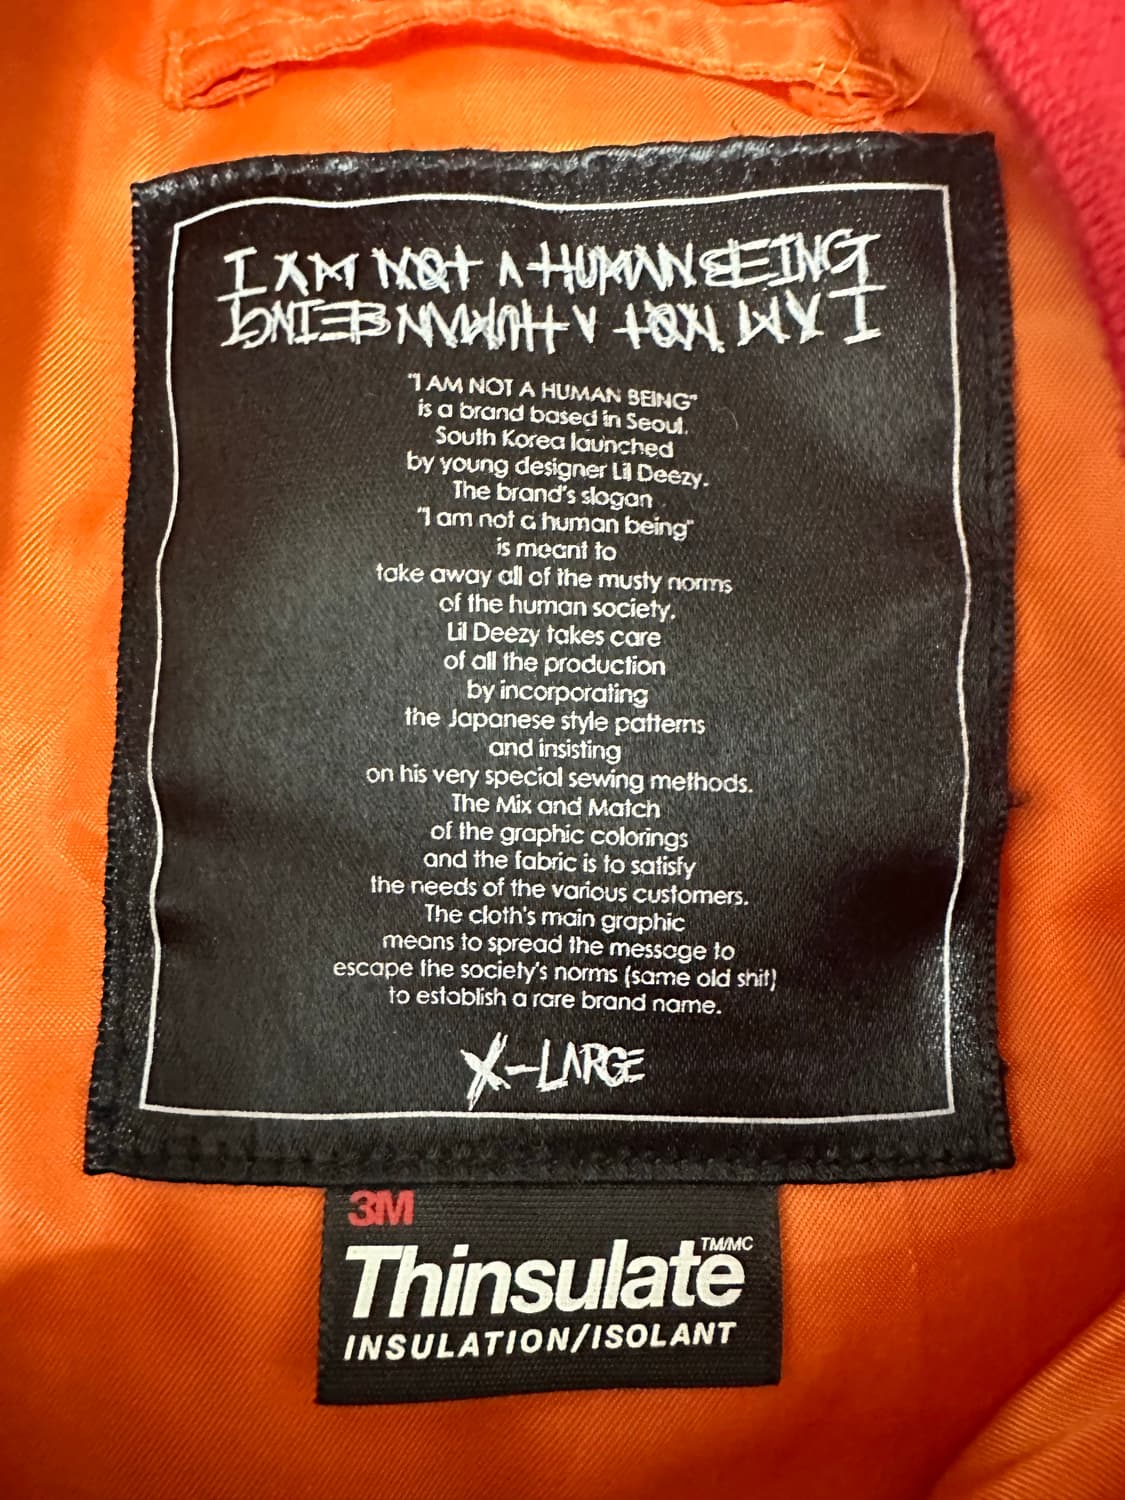 I AM NOT A HUMAN BEING
I AM NOT A HUMAN BEING
"I AM NOT A HUMAN BEING"
is a brand based in Seoul.
South Korea launched
by young designer Lil Deezy.
The brand's slogan
"I am not a human being"
is meant to
take away all of the musty norms
of the human society.
Lil Deezy takes care
of all the production
by incorporating
the Japanese style patterns
and insisting
on his very special sewing methods.
The Mix and Match
of the graphic colorings
and the fabric is to satisfy
the needs of the various customers.
The cloth's main graphic
means to spread the message to
escape the society's norms (same old shit)
to establish a rare brand name.
X-LARGE
3M
Thinsulate TM/MC
INSULATION/ISOLANT